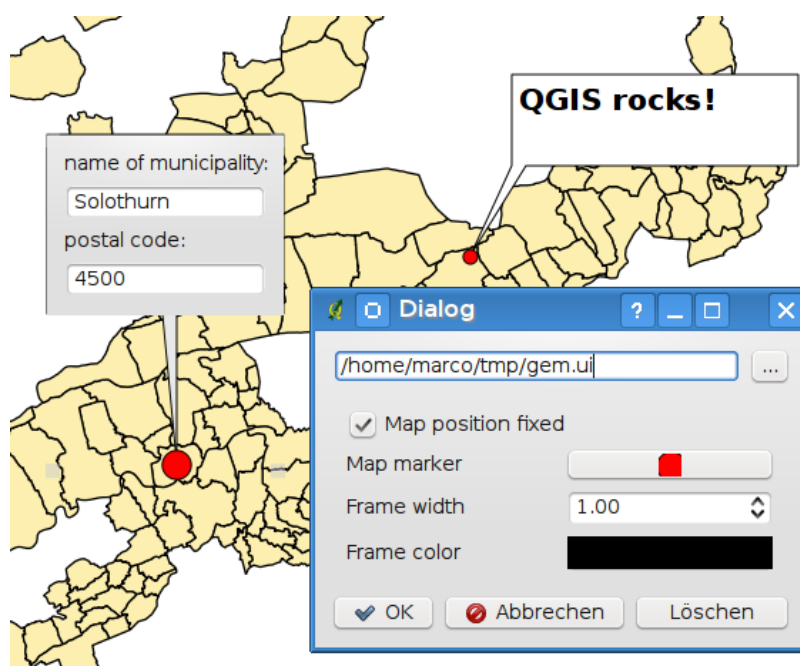 QGIS rocks!
name of municipality:
Solothurn
postal code:
4500
Dialog
?
/home/marco/tmp/gem.ui
...
Map position fixed
Map marker
Frame width
1.00
Frame color
OK
Abbrechen
Löschen